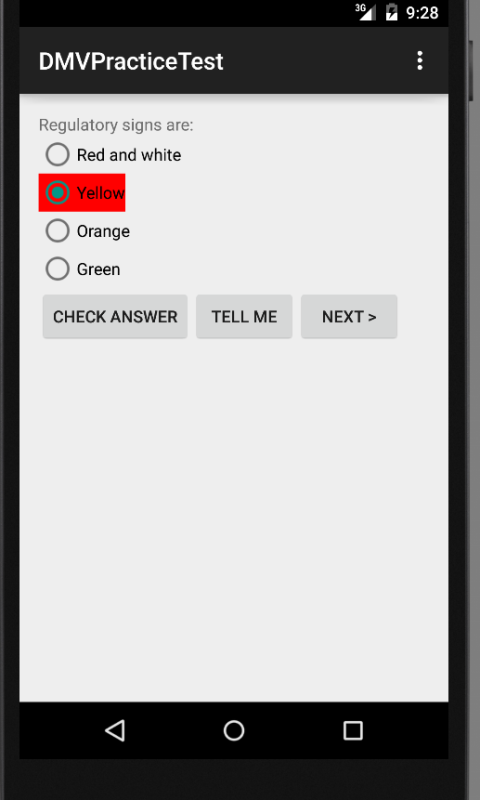 3G 9:28
DMVPracticeTest
Regulatory signs are:
Red and white
Yellow
Orange
Green
CHECK ANSWER TELL ME NEXT >